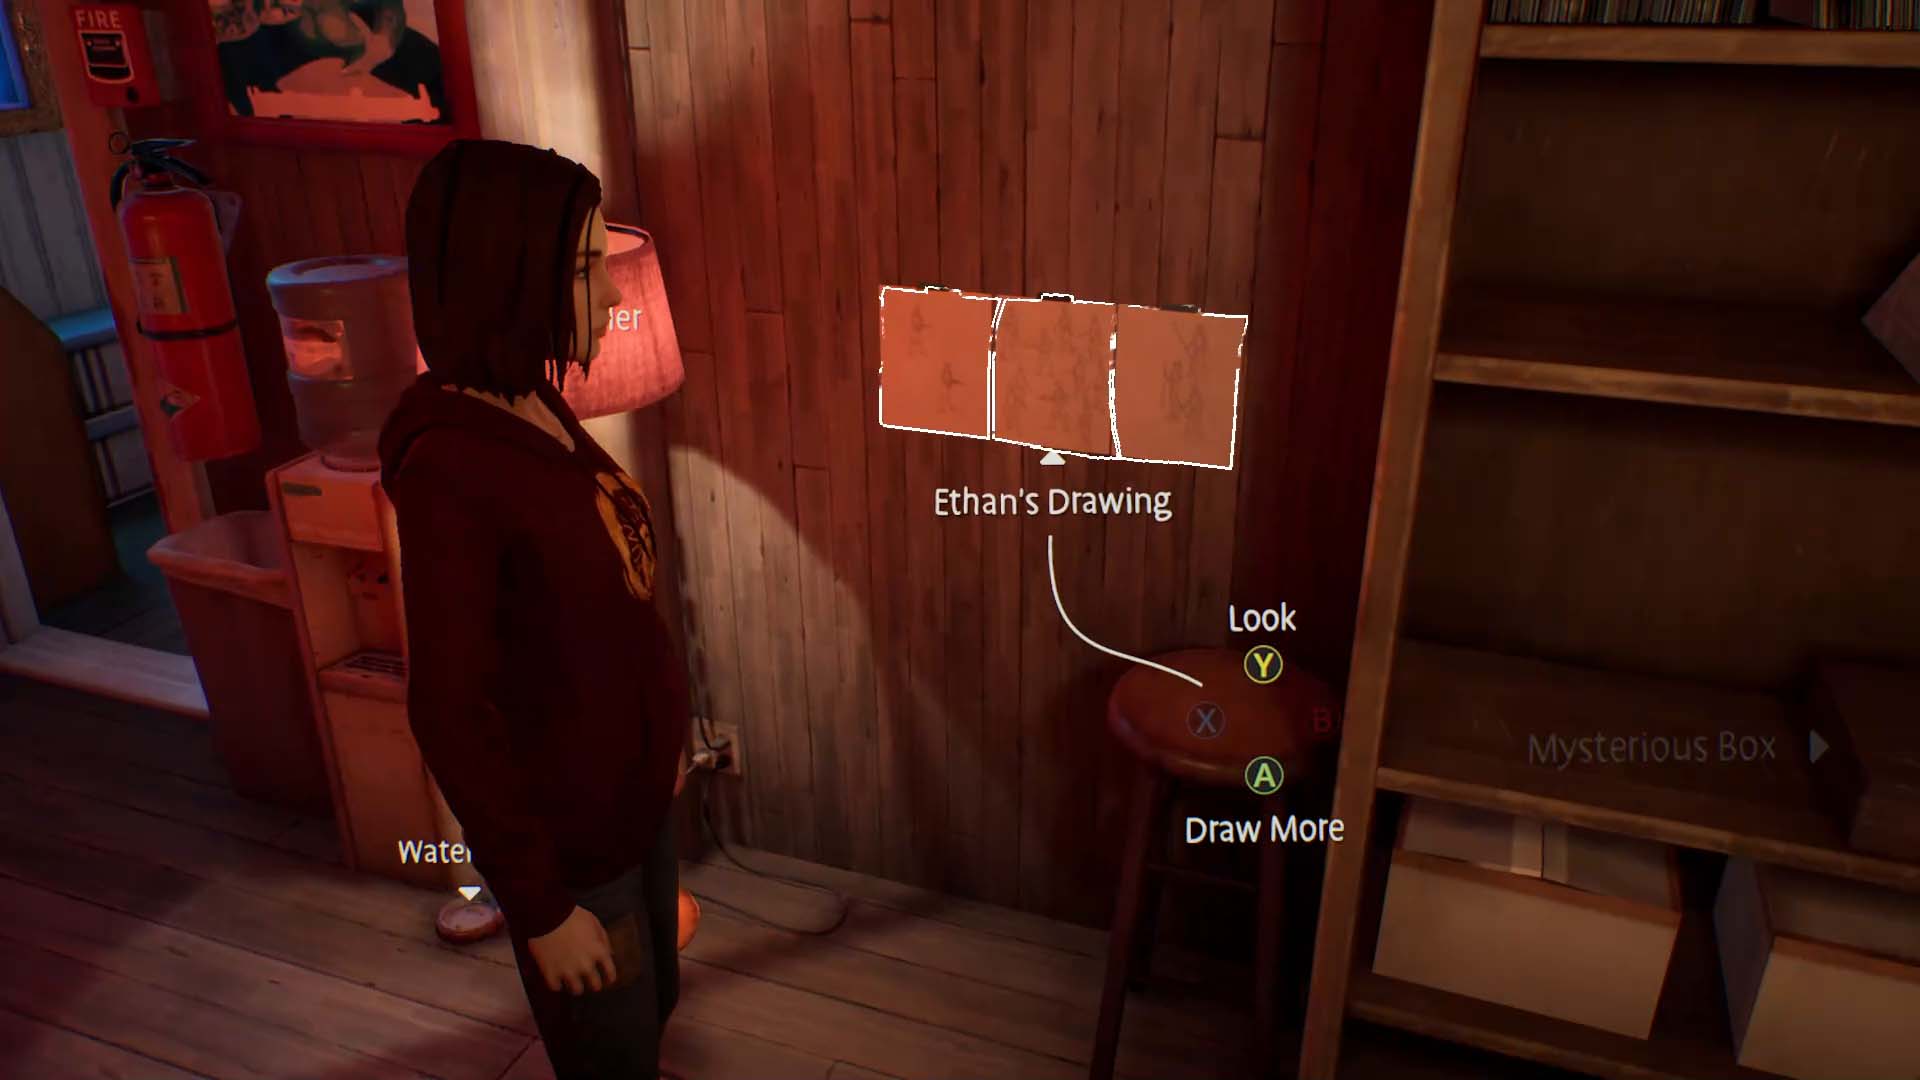 FIRE
Ethan's Drawing
Look
Y
X
B
A
Draw More
Mysterious Box